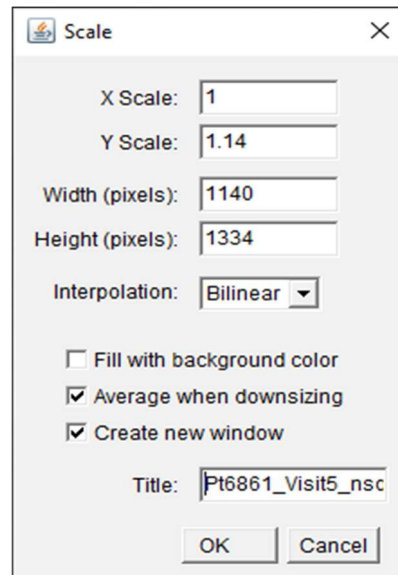 Scale
X Scale: 1
Y Scale: 1.14
Width (pixels): 1140
Height (pixels): 1334
Interpolation: Bilinear
Fill with background color
Average when downsizing
Create new window
Title: Pt6861_Visit5_nsc
OK Cancel